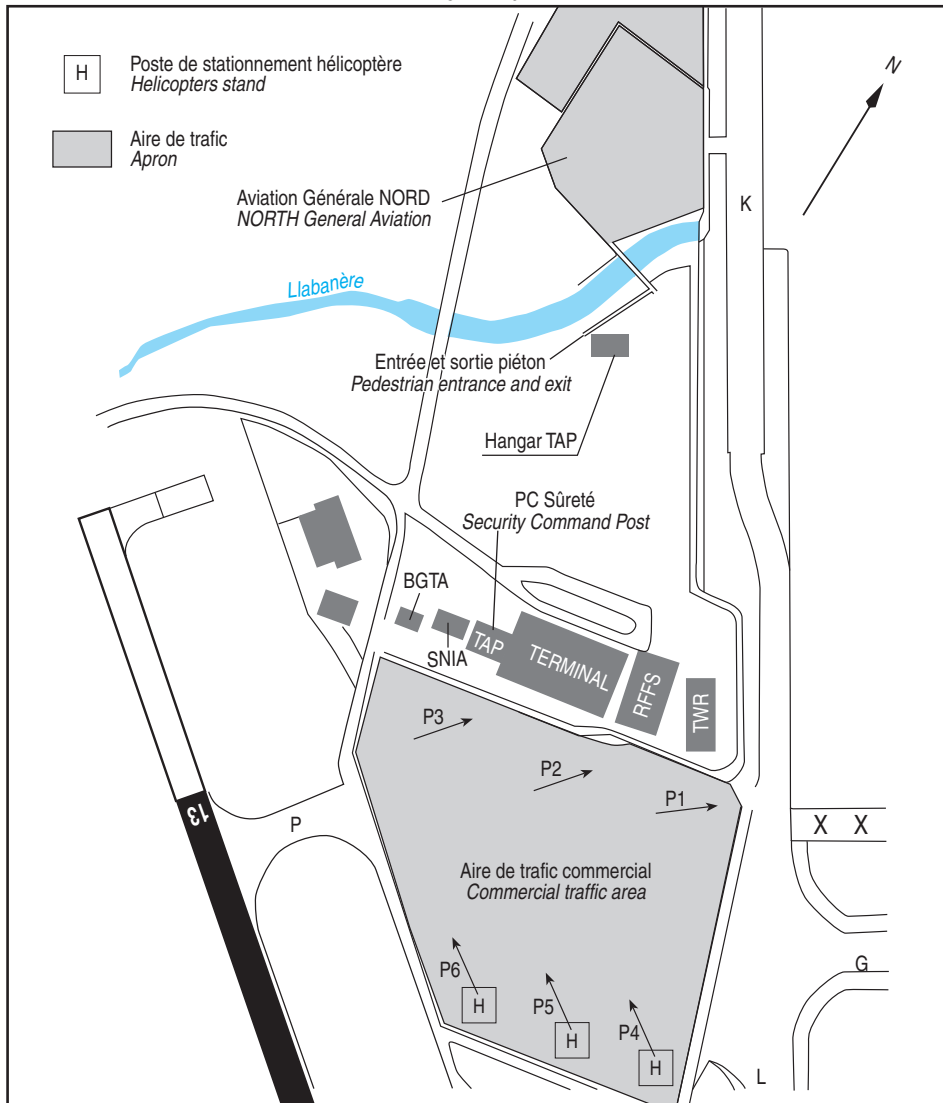 H
Poste de stationnement hélicoptère
Helicopters stand
Aire de trafic
Apron
N
Aviation Générale NORD
NORTH General Aviation
K
Llabanère
Entrée et sortie piéton
Pedestrian entrance and exit
Hangar TAP
PC Sûreté
Security Command Post
BGTA
SNIA
TAP
TERMINAL
RFFS
TWR
P3
P2
P1
13
P
X X
Aire de trafic commercial
Commercial traffic area
G
P6
H
P5
H
P4
H
L